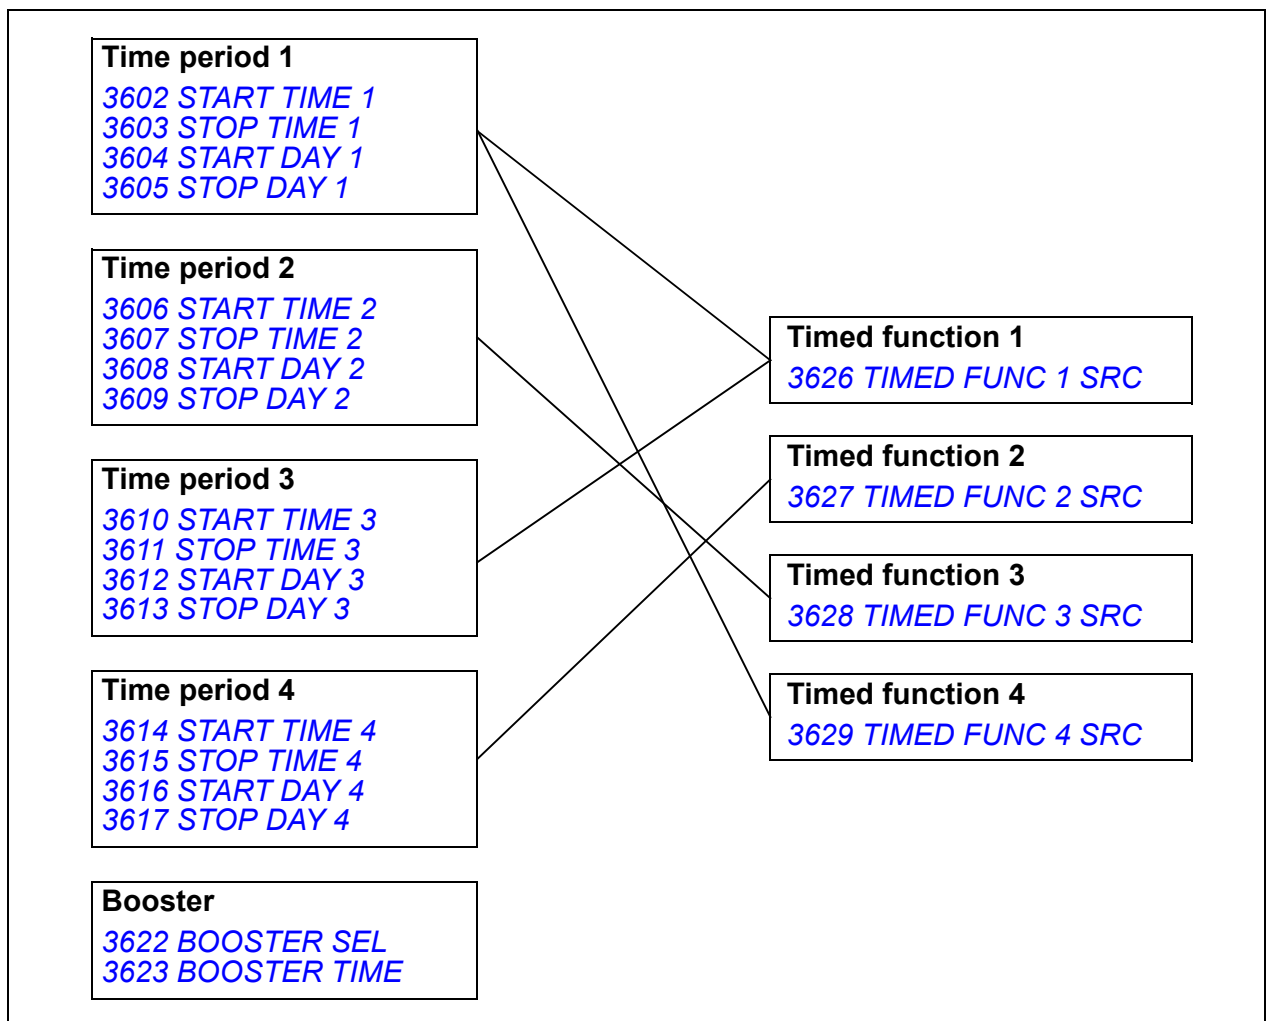 Time period 1
3602 START TIME 1
3603 STOP TIME 1
3604 START DAY 1
3605 STOP DAY 1
Time period 2
3606 START TIME 2
3607 STOP TIME 2
3608 START DAY 2
3609 STOP DAY 2
Time period 3
3610 START TIME 3
3611 STOP TIME 3
3612 START DAY 3
3613 STOP DAY 3
Time period 4
3614 START TIME 4
3615 STOP TIME 4
3616 START DAY 4
3617 STOP DAY 4
Booster
3622 BOOSTER SEL
3623 BOOSTER TIME
Timed function 1
3626 TIMED FUNC 1 SRC
Timed function 2
3627 TIMED FUNC 2 SRC
Timed function 3
3628 TIMED FUNC 3 SRC
Timed function 4
3629 TIMED FUNC 4 SRC